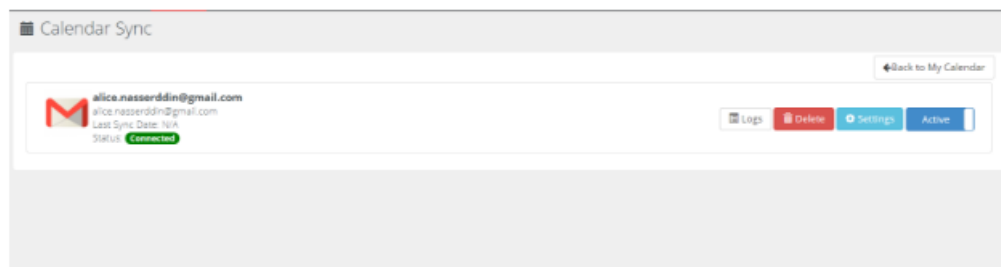 Calendar Sync
Back to My Calendar
alice.nasserddin@gmail.com
alice.nasserddin@gmail.com
Last Sync Date: N/A
Status: Connected
Logs Delete Settings Active